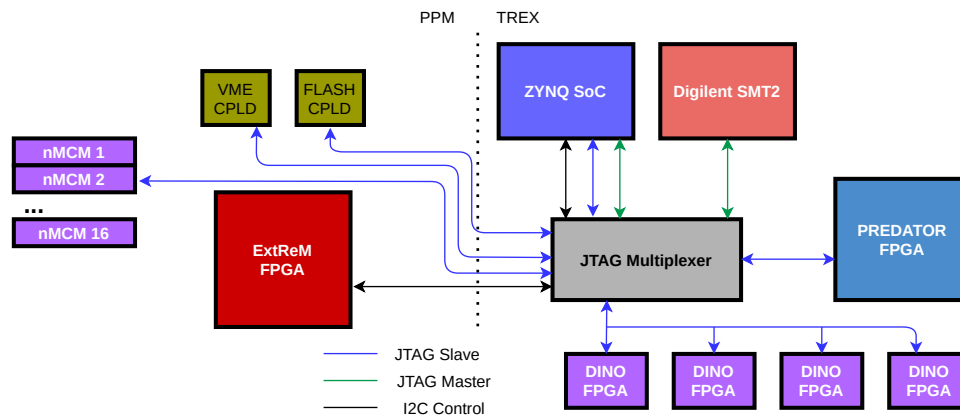 PPM
TREX
VME
CPLD
FLASH
CPLD
ZYNQ SoC
Digilent SMT2
nMCM 1
nMCM 2
...
nMCM 16
ExtReM
FPGA
JTAG Multiplexer
PREDATOR
FPGA
JTAG Slave
JTAG Master
I2C Control
DINO
FPGA
DINO
FPGA
DINO
FPGA
DINO
FPGA